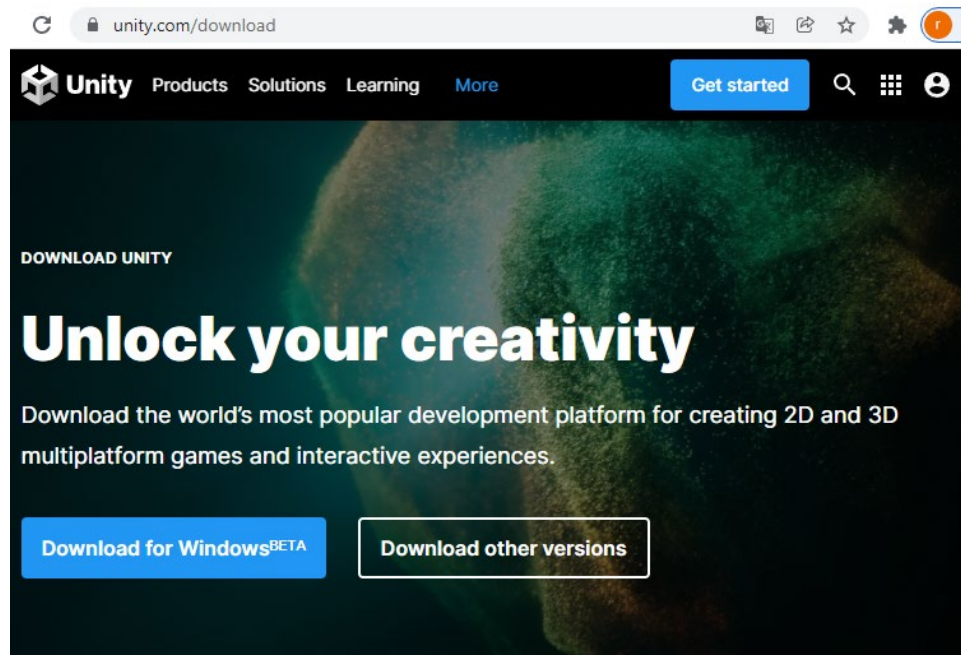 unity.com/download
r
Unity Products Solutions Learning More Get started
DOWNLOAD UNITY
Unlock your creativity
Download the world's most popular development platform for creating 2D and 3D
multiplatform games and interactive experiences.
Download for WindowsBETA Download other versions